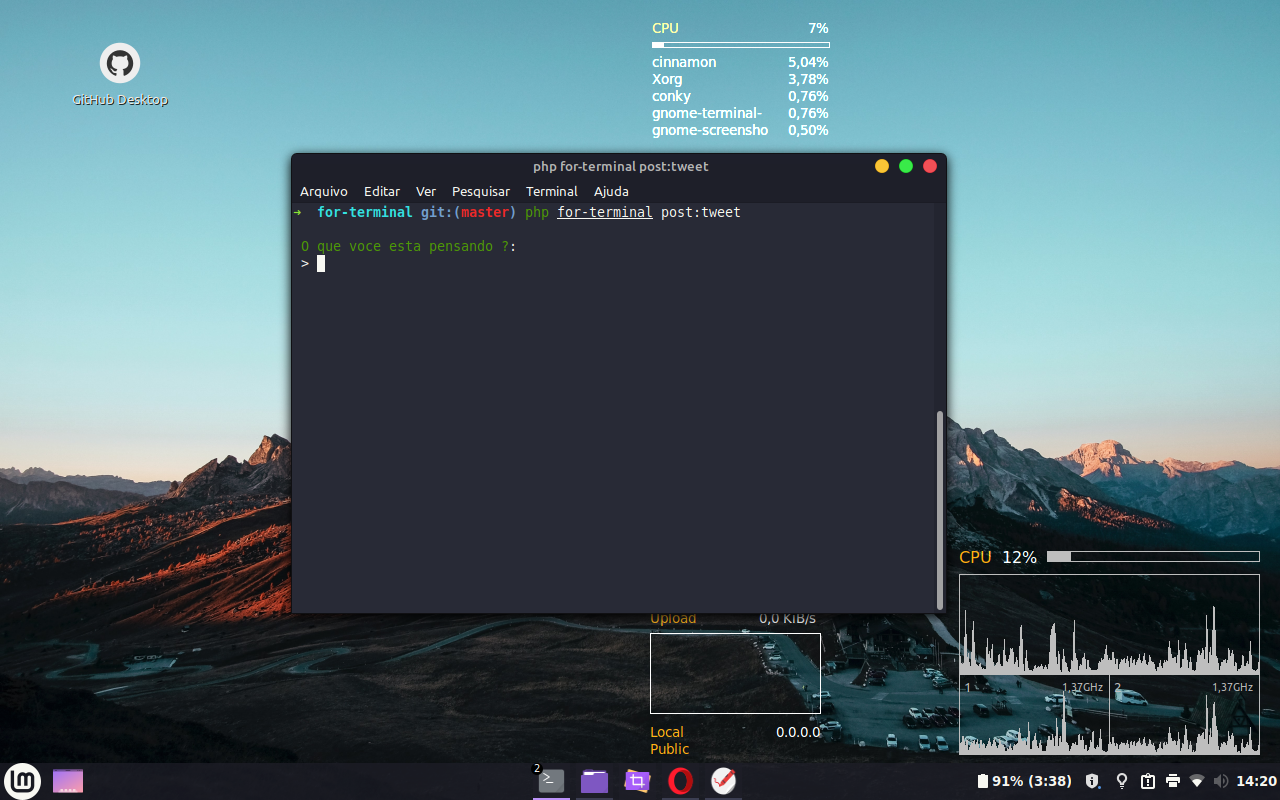 GitHub Desktop
CPU 7%
cinnamon 5,04%
Xorg 3,78%
conky 0,76%
gnome-terminal- 0,76%
gnome-screensho 0,50%
php for-terminal post:tweet
Arquivo Editar Ver Pesquisar Terminal Ajuda
➜ for-terminal git:(master) php for-terminal post:tweet
O que voce esta pensando ?:
>
CPU 12%
Upload 0,0 KiB/s
1 1,37GHz 2 1,37GHz
Local 0.0.0.0
Public
lm 2 >_ 91% (3:38) 14:20